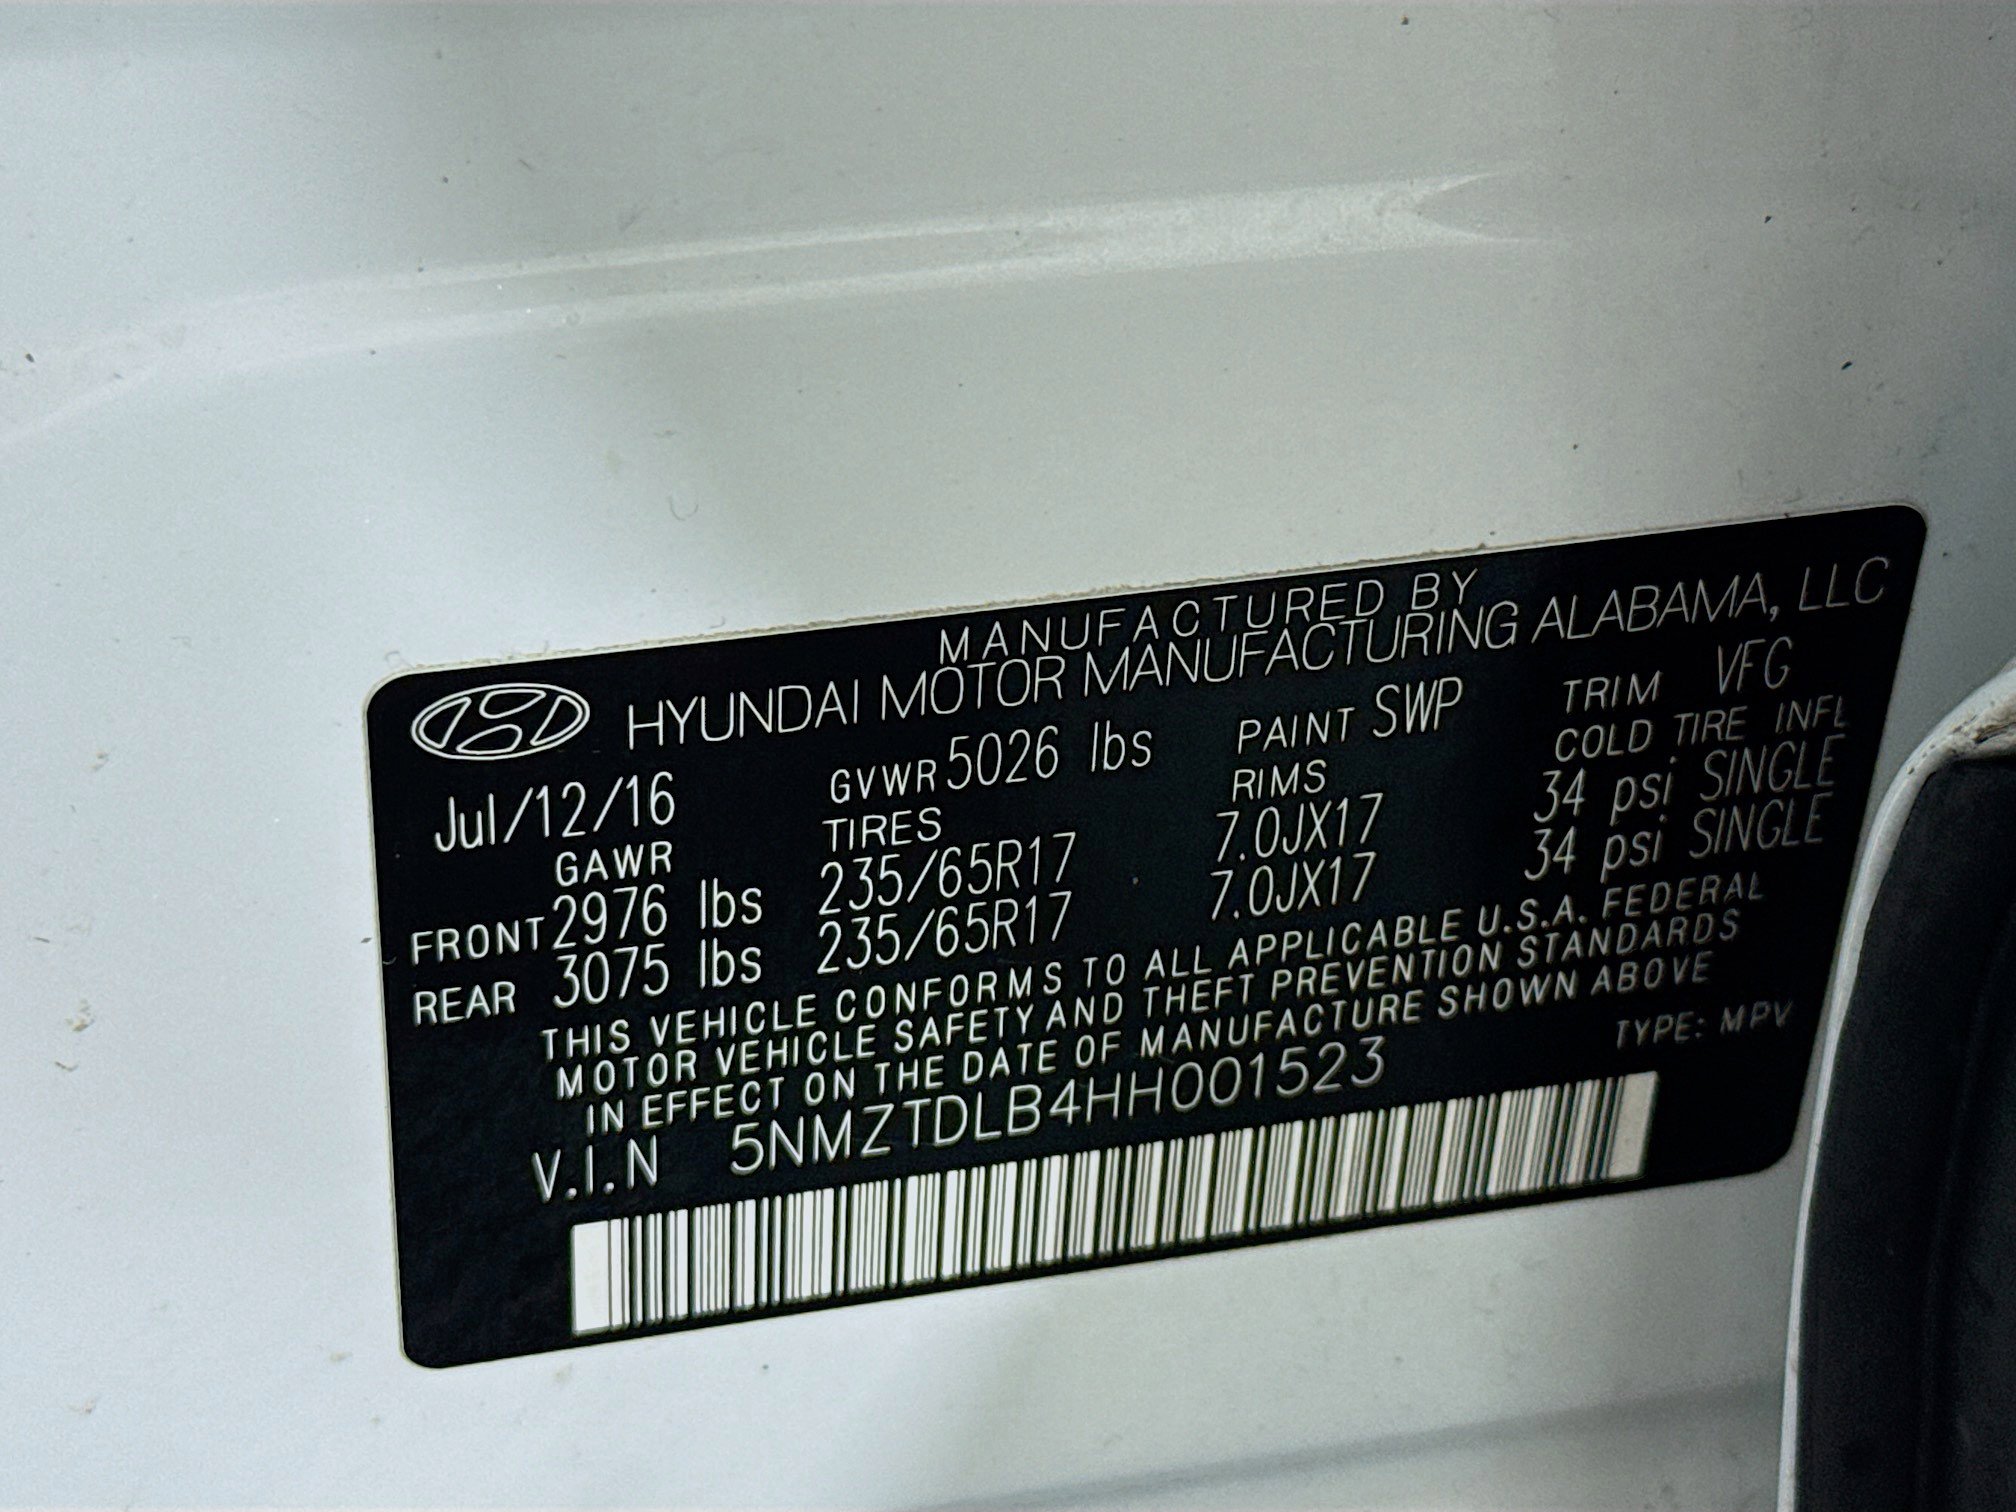 MANUFACTURED BY
HYUNDAI MOTOR MANUFACTURING ALABAMA, LLC
Jul/12/16 GVWR 5026 lbs PAINT SWP TRIM VFG
GAWR TIRES RIMS COLD TIRE INFL
FRONT 2976 lbs 235/65R17 7.0JX17 34 psi SINGLE
REAR 3075 lbs 235/65R17 7.0JX17 34 psi SINGLE
THIS VEHICLE CONFORMS TO ALL APPLICABLE U.S.A. FEDERAL
MOTOR VEHICLE SAFETY AND THEFT PREVENTION STANDARDS
IN EFFECT ON THE DATE OF MANUFACTURE SHOWN ABOVE
V.I.N 5NMZTDLB4HH001523 TYPE: MPV